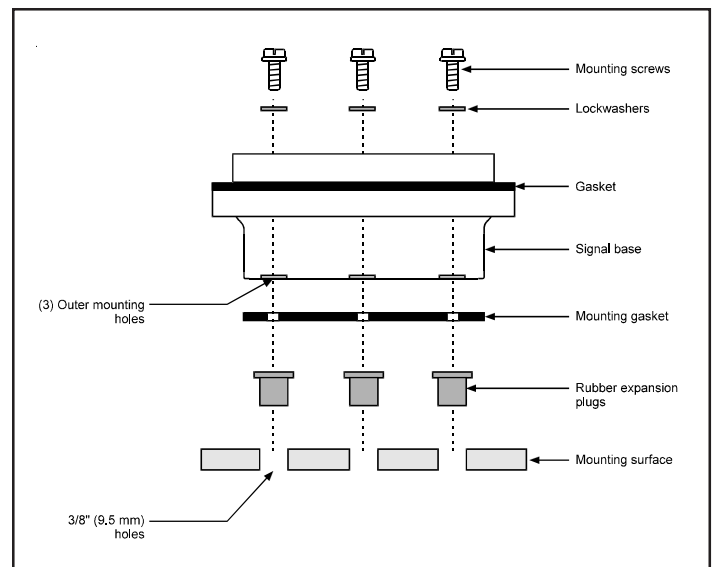 Mounting screws
Lockwashers
Gasket
Signal base
(3) Outer mounting
holes
Mounting gasket
Rubber expansion
plugs
Mounting surface
3/8" (9.5 mm)
holes